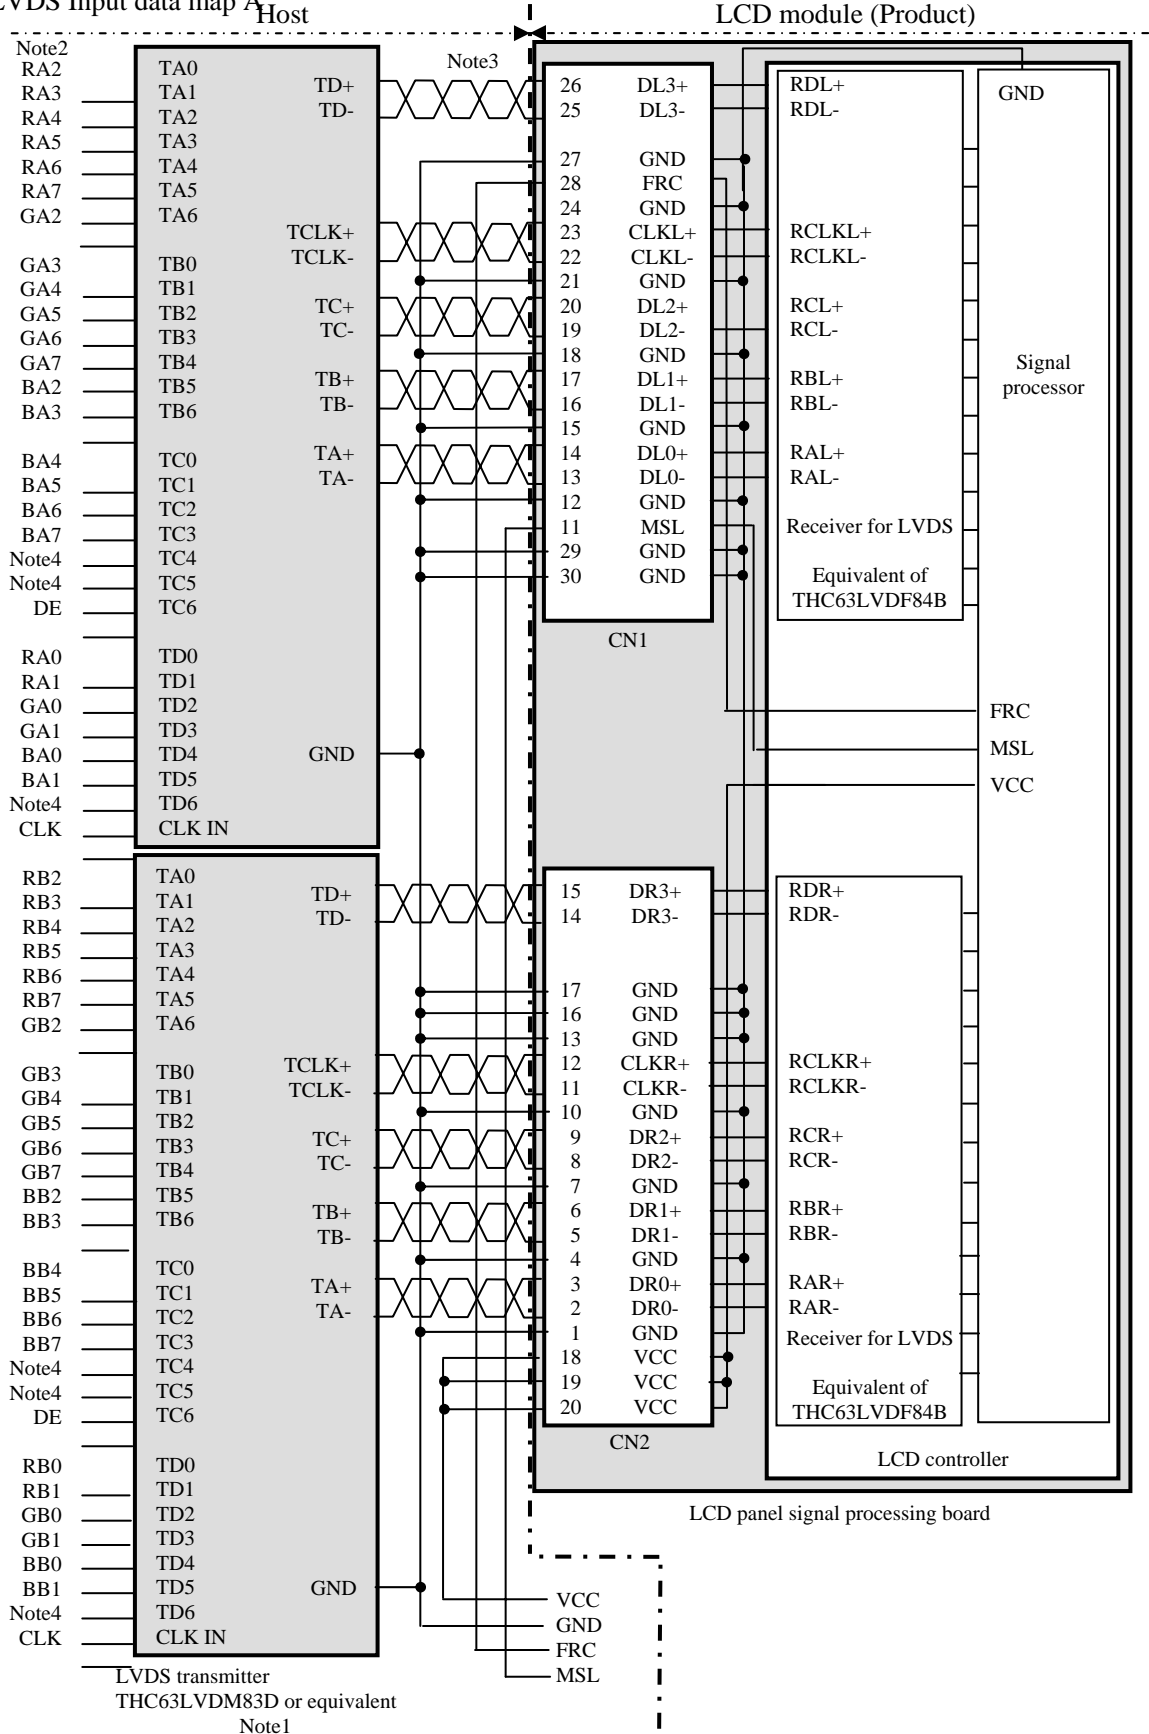 LVDS Input data map A
Host
LCD module (Product)
Note2
RA2
RA3
RA4
RA5
RA6
RA7
GA2
GA3
GA4
GA5
GA6
GA7
BA2
BA3
BA4
BA5
BA6
BA7
Note4
Note4
DE
RA0
RA1
GA0
GA1
BA0
BA1
Note4
CLK
TA0
TA1
TA2
TA3
TA4
TA5
TA6
TB0
TB1
TB2
TB3
TB4
TB5
TB6
TC0
TC1
TC2
TC3
TC4
TC5
TC6
TD0
TD1
TD2
TD3
TD4
TD5
TD6
CLK IN
TD+
TD-
TCLK+
TCLK-
TC+
TC-
TB+
TB-
TA+
TA-
GND
Note3
26 DL3+
25 DL3-
27 GND
28 FRC
24 GND
23 CLKL+
22 CLKL-
21 GND
20 DL2+
19 DL2-
18 GND
17 DL1+
16 DL1-
15 GND
14 DL0+
13 DL0-
12 GND
11 MSL
29 GND
30 GND
CN1
RDL+
RDL-
RCLKL+
RCLKL-
RCL+
RCL-
RBL+
RBL-
RAL+
RAL-
Receiver for LVDS
Equivalent of
THC63LVDF84B
GND
Signal
processor
FRC
MSL
VCC
RB2
RB3
RB4
RB5
RB6
RB7
GB2
GB3
GB4
GB5
GB6
GB7
BB2
BB3
BB4
BB5
BB6
BB7
Note4
Note4
DE
RB0
RB1
GB0
GB1
BB0
BB1
Note4
CLK
TA0
TA1
TA2
TA3
TA4
TA5
TA6
TB0
TB1
TB2
TB3
TB4
TB5
TB6
TC0
TC1
TC2
TC3
TC4
TC5
TC6
TD0
TD1
TD2
TD3
TD4
TD5
TD6
CLK IN
TD+
TD-
TCLK+
TCLK-
TC+
TC-
TB+
TB-
TA+
TA-
GND
15 DR3+
14 DR3-
17 GND
16 GND
13 GND
12 CLKR+
11 CLKR-
10 GND
9 DR2+
8 DR2-
7 GND
6 DR1+
5 DR1-
4 GND
3 DR0+
2 DR0-
1 GND
18 VCC
19 VCC
20 VCC
CN2
RDR+
RDR-
RCLKR+
RCLKR-
RCR+
RCR-
RBR+
RBR-
RAR+
RAR-
Receiver for LVDS
Equivalent of
THC63LVDF84B
LCD controller
LCD panel signal processing board
VCC
GND
FRC
MSL
LVDS transmitter
THC63LVDM83D or equivalent
Note1